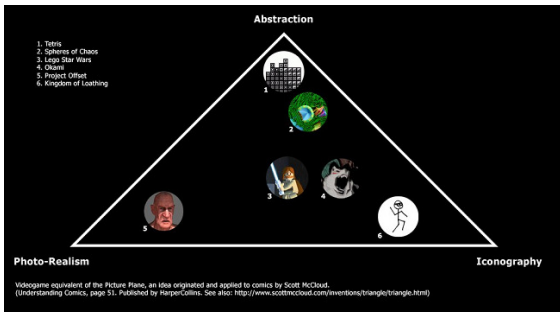 Abstraction
1. Tetris
2. Spheres of Chaos
3. Lego Star Wars
4. Okami
5. Project Offset
6. Kingdom of Loathing
1
2
3
4
5
6
Photo-Realism
Iconography
Videogame equivalent of the Picture Plane, an idea originated and applied to comics by Scott McCloud.
(Understanding Comics, page 51. Published by HarperCollins. See also: http://www.scottmccloud.com/inventions/triangle/triangle.html)